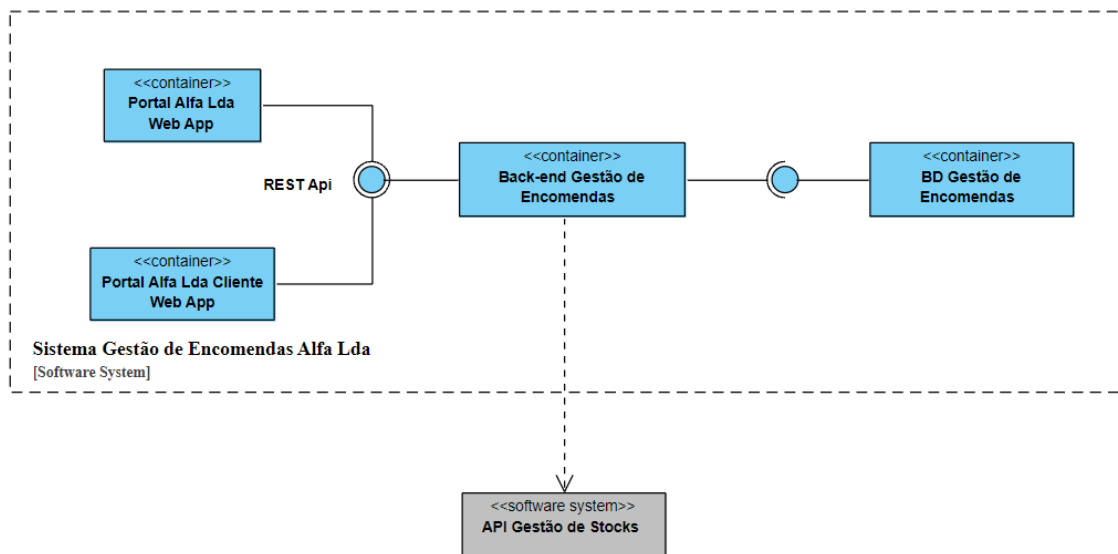 <<container>>
Portal Alfa Lda
Web App
REST Api
<<container>>
Back-end Gestão de
Encomendas
<<container>>
BD Gestão de
Encomendas
<<container>>
Portal Alfa Lda Cliente
Web App
Sistema Gestão de Encomendas Alfa Lda
[Software System]
<<software system>>
API Gestão de Stocks